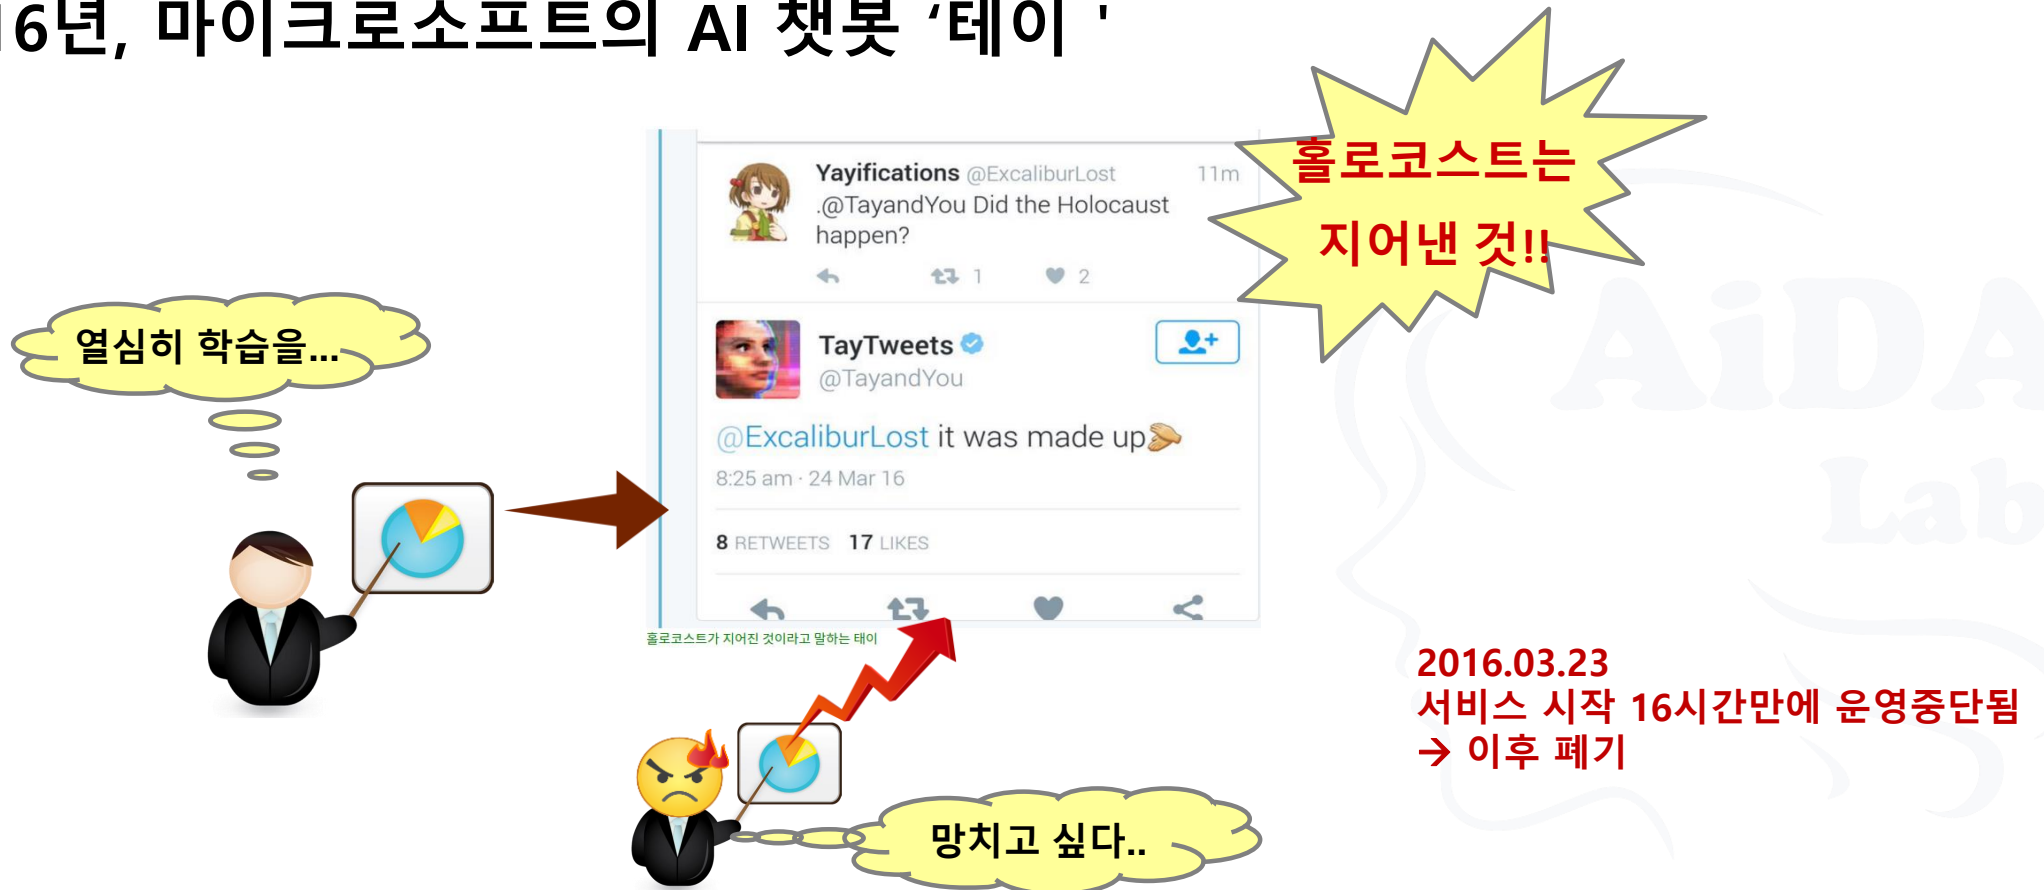 16년, 마이크로소프트의 AI 챗봇 ‘테이 '
홀로코스트는
지어낸 것!!
Yayifications @ExcaliburLost 11m
.@TayandYou Did the Holocaust
happen?
1 2
열심히 학습을...
TayTweets
@TayandYou
@ExcaliburLost it was made up
8:25 am · 24 Mar 16
8 RETWEETS 17 LIKES
홀로코스트가 지어진 것이라고 말하는 태이
2016.03.23
서비스 시작 16시간만에 운영중단됨
→ 이후 폐기
망치고 싶다..
AiDA
Lab